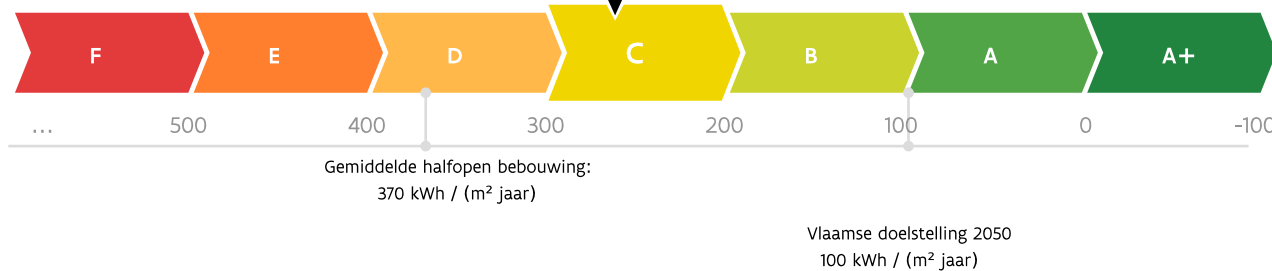 F E D C B A A+
... 500 400 300 200 100 0 -100
Gemiddelde halfopen bebouwing:
370 kWh / (m² jaar)
Vlaamse doelstelling 2050
100 kWh / (m² jaar)